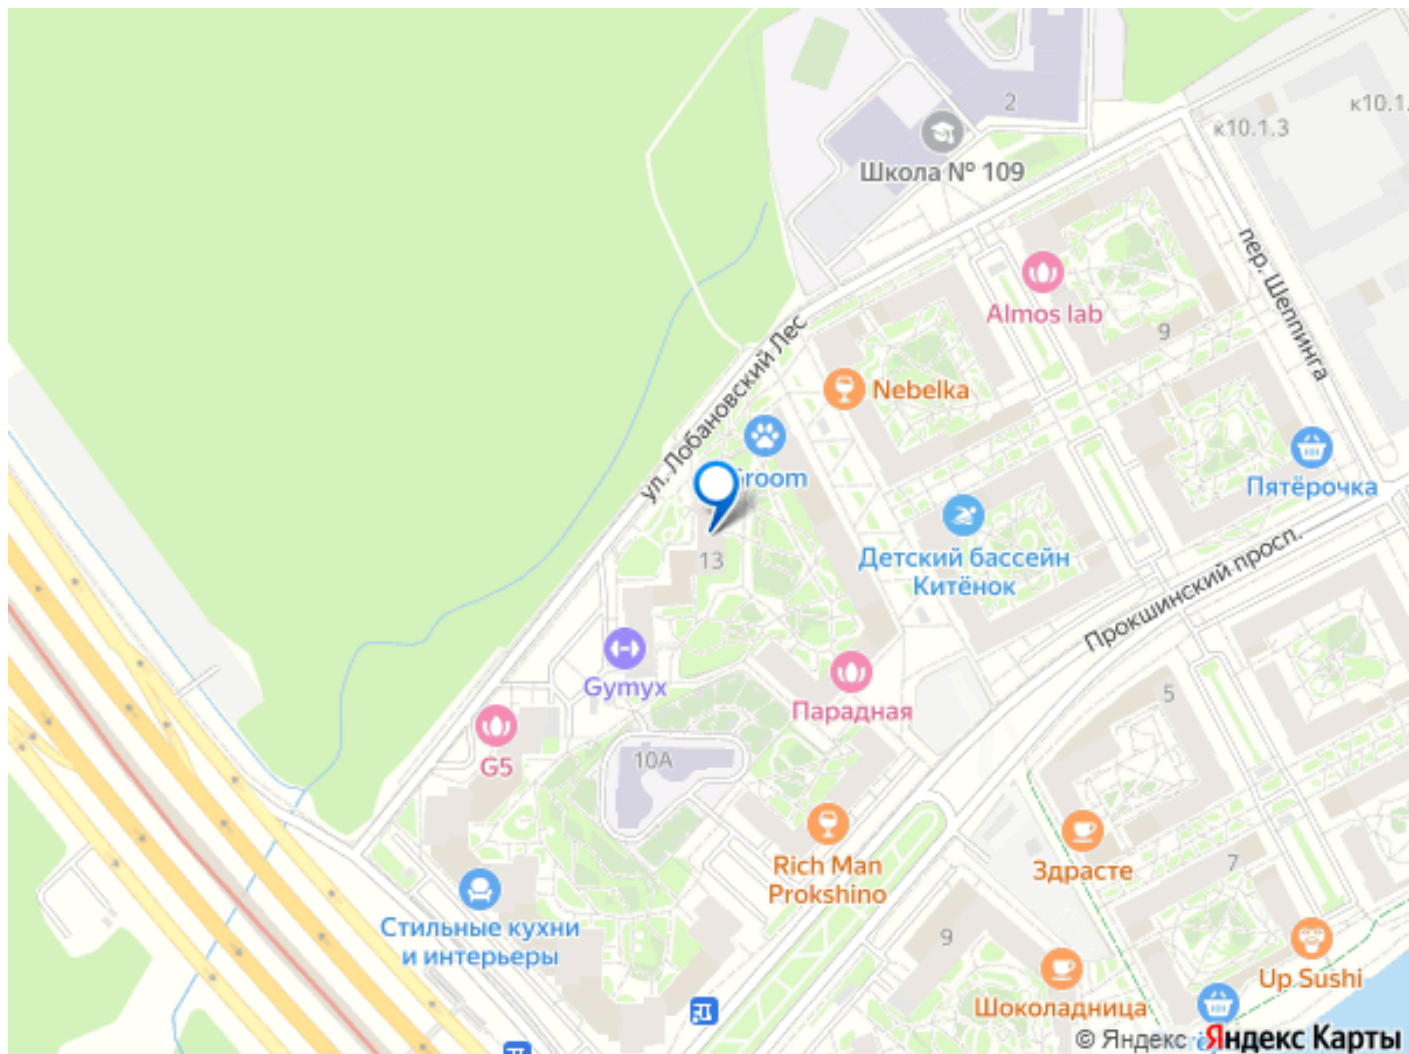 2
к10.1.3
к10.1.
Школа № 109
пер. Шеппинга
Almos lab
9
ул. Лобановский Лес
Nebelka
Groom
Пятёрочка
13
Детский бассейн
Китёнок
Прокшинский просп.
Gymyx
Парадная
5
G5
10А
Rich Man
Prokshino
Здрасте
7
Стильные кухни
и интерьеры
9
Up Sushi
Шоколадница
© Яндекс
Яндекс Карты